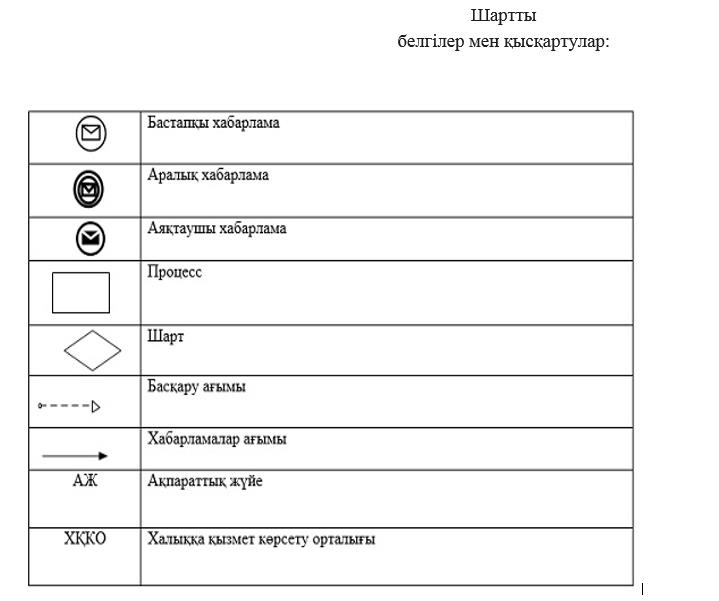 Шартты
белгілер мен қысқартулар:
Бастапқы хабарлама
Аралық хабарлама
Аяқтаушы хабарлама
Процесс
Шарт
Басқару ағымы
Хабарламалар ағымы
АЖ Ақпараттық жүйе
ХҚКО Халыққа қызмет көрсету орталығы